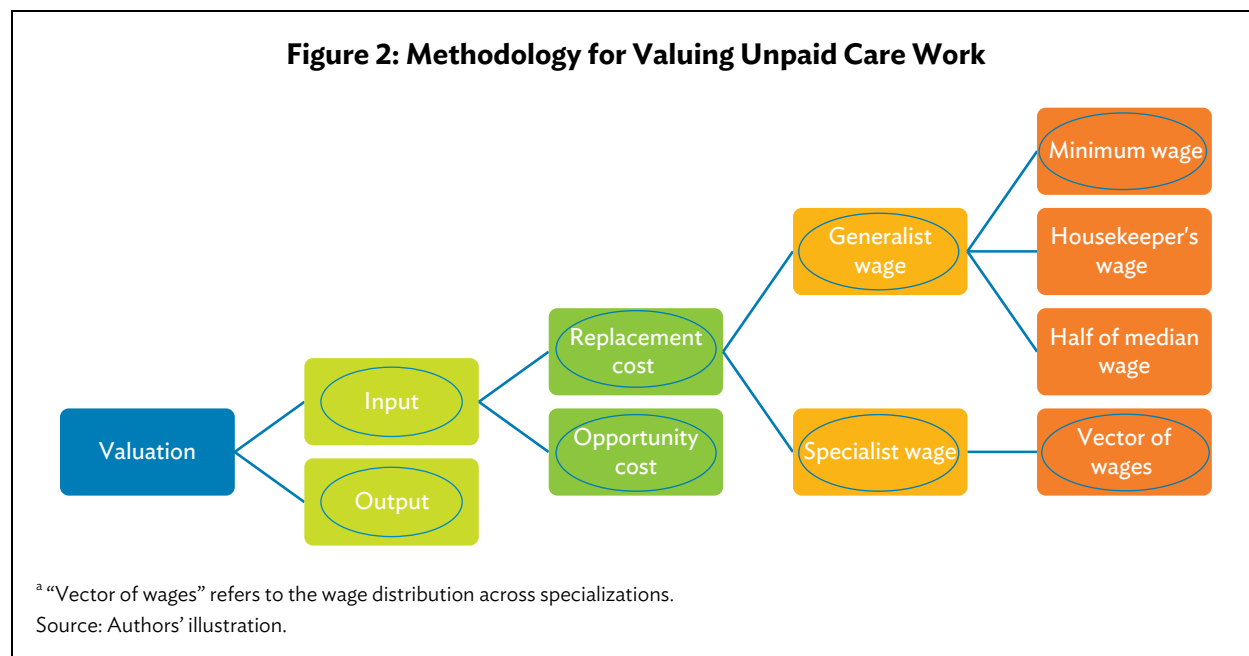 Figure 2: Methodology for Valuing Unpaid Care Work
Valuation
Input
Output
Replacement
cost
Opportunity
cost
Generalist
wage
Specialist wage
Minimum wage
Housekeeper's
wage
Half of median
wage
Vector of
wages
a “Vector of wages” refers to the wage distribution across specializations.
Source: Authors’ illustration.